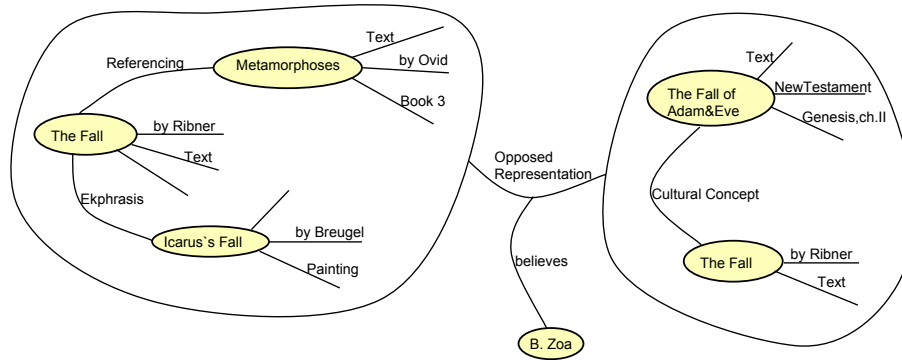 Text
Referencing
Metamorphoses
by Ovid
Book 3
The Fall
by Ribner
Text
Ekphrasis
Icarus`s Fall
by Breugel
Painting
Opposed
Representation
believes
B. Zoa
Text
The Fall of
Adam&Eve
NewTestament
Genesis,ch.II
Cultural Concept
The Fall
by Ribner
Text